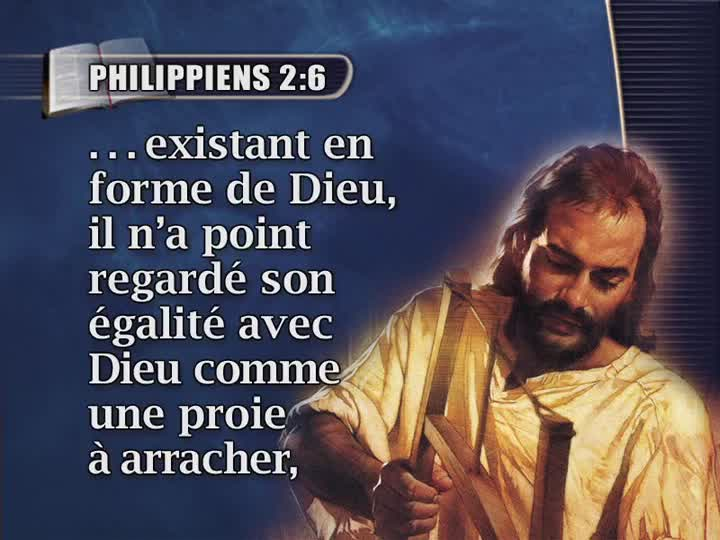 PHILIPPIENS 2:6
...existant en
forme de Dieu,
il n’a point
regardé son
égalité avec
Dieu comme
une proie
à arracher,